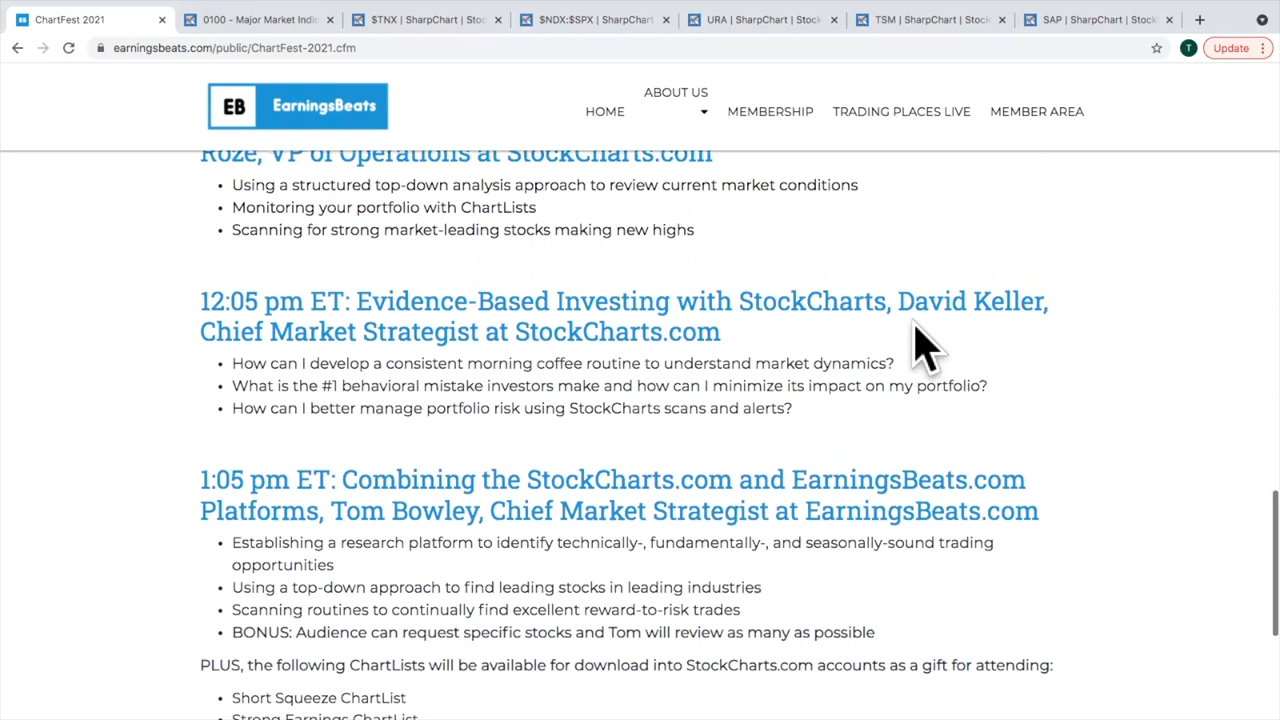 ChartFest 2021
0100 - Major Market Indic
$TNX | SharpChart | Stoc
$NDX:$SPX | SharpChart
URA | SharpChart | Stock
TSM | SharpChart | Stock
SAP | SharpChart | Stock
earningsbeats.com/public/ChartFest-2021.cfm
T
Update
EB EarningsBeats
ABOUT US
HOME
MEMBERSHIP
TRADING PLACES LIVE
MEMBER AREA
Roze, VP of Operations at StockCharts.com
• Using a structured top-down analysis approach to review current market conditions
• Monitoring your portfolio with ChartLists
• Scanning for strong market-leading stocks making new highs
12:05 pm ET: Evidence-Based Investing with StockCharts, David Keller,
Chief Market Strategist at StockCharts.com
• How can I develop a consistent morning coffee routine to understand market dynamics?
• What is the #1 behavioral mistake investors make and how can I minimize its impact on my portfolio?
• How can I better manage portfolio risk using StockCharts scans and alerts?
1:05 pm ET: Combining the StockCharts.com and EarningsBeats.com
Platforms, Tom Bowley, Chief Market Strategist at EarningsBeats.com
• Establishing a research platform to identify technically-, fundamentally-, and seasonally-sound trading
opportunities
• Using a top-down approach to find leading stocks in leading industries
• Scanning routines to continually find excellent reward-to-risk trades
• BONUS: Audience can request specific stocks and Tom will review as many as possible
PLUS, the following ChartLists will be available for download into StockCharts.com accounts as a gift for attending:
• Short Squeeze ChartList
• Strong Earnings ChartList